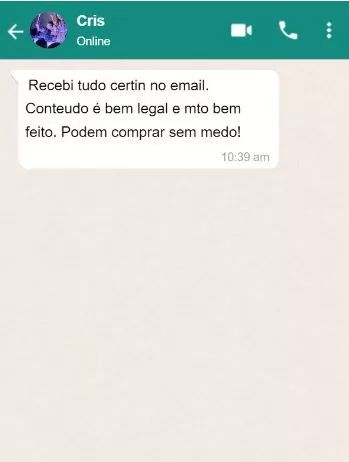 Cris
Online
Recebi tudo certin no email.
Conteudo é bem legal e mto bem
feito. Podem comprar sem medo!
10:39 am